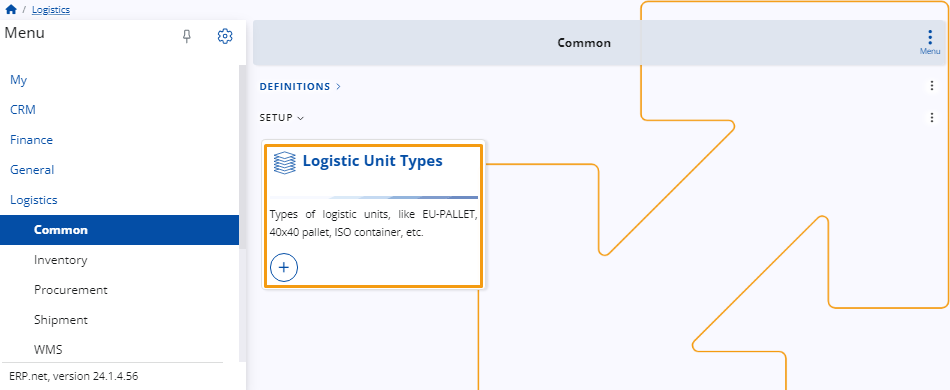 / Logistics
Menu
My
CRM
Finance
General
Logistics
Common
Inventory
Procurement
Shipment
WMS
ERP.net, version 24.1.4.56
Common
Menu
DEFINITIONS
SETUP
Logistic Unit Types
Types of logistic units, like EU-PALLET,
40x40 pallet, ISO container, etc.